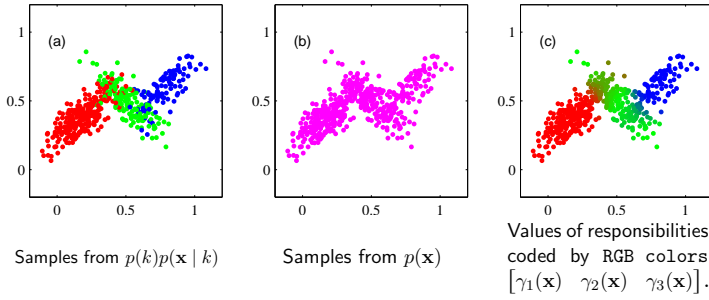 (a)
1
0.5
0
0 0.5 1
Samples from p(k)p(x | k)
(b)
1
0.5
0
0 0.5 1
Samples from p(x)
(c)
1
0.5
0
0 0.5 1
Values of responsibilities
coded by RGB colors
[γ₁(x) γ₂(x) γ₃(x)].